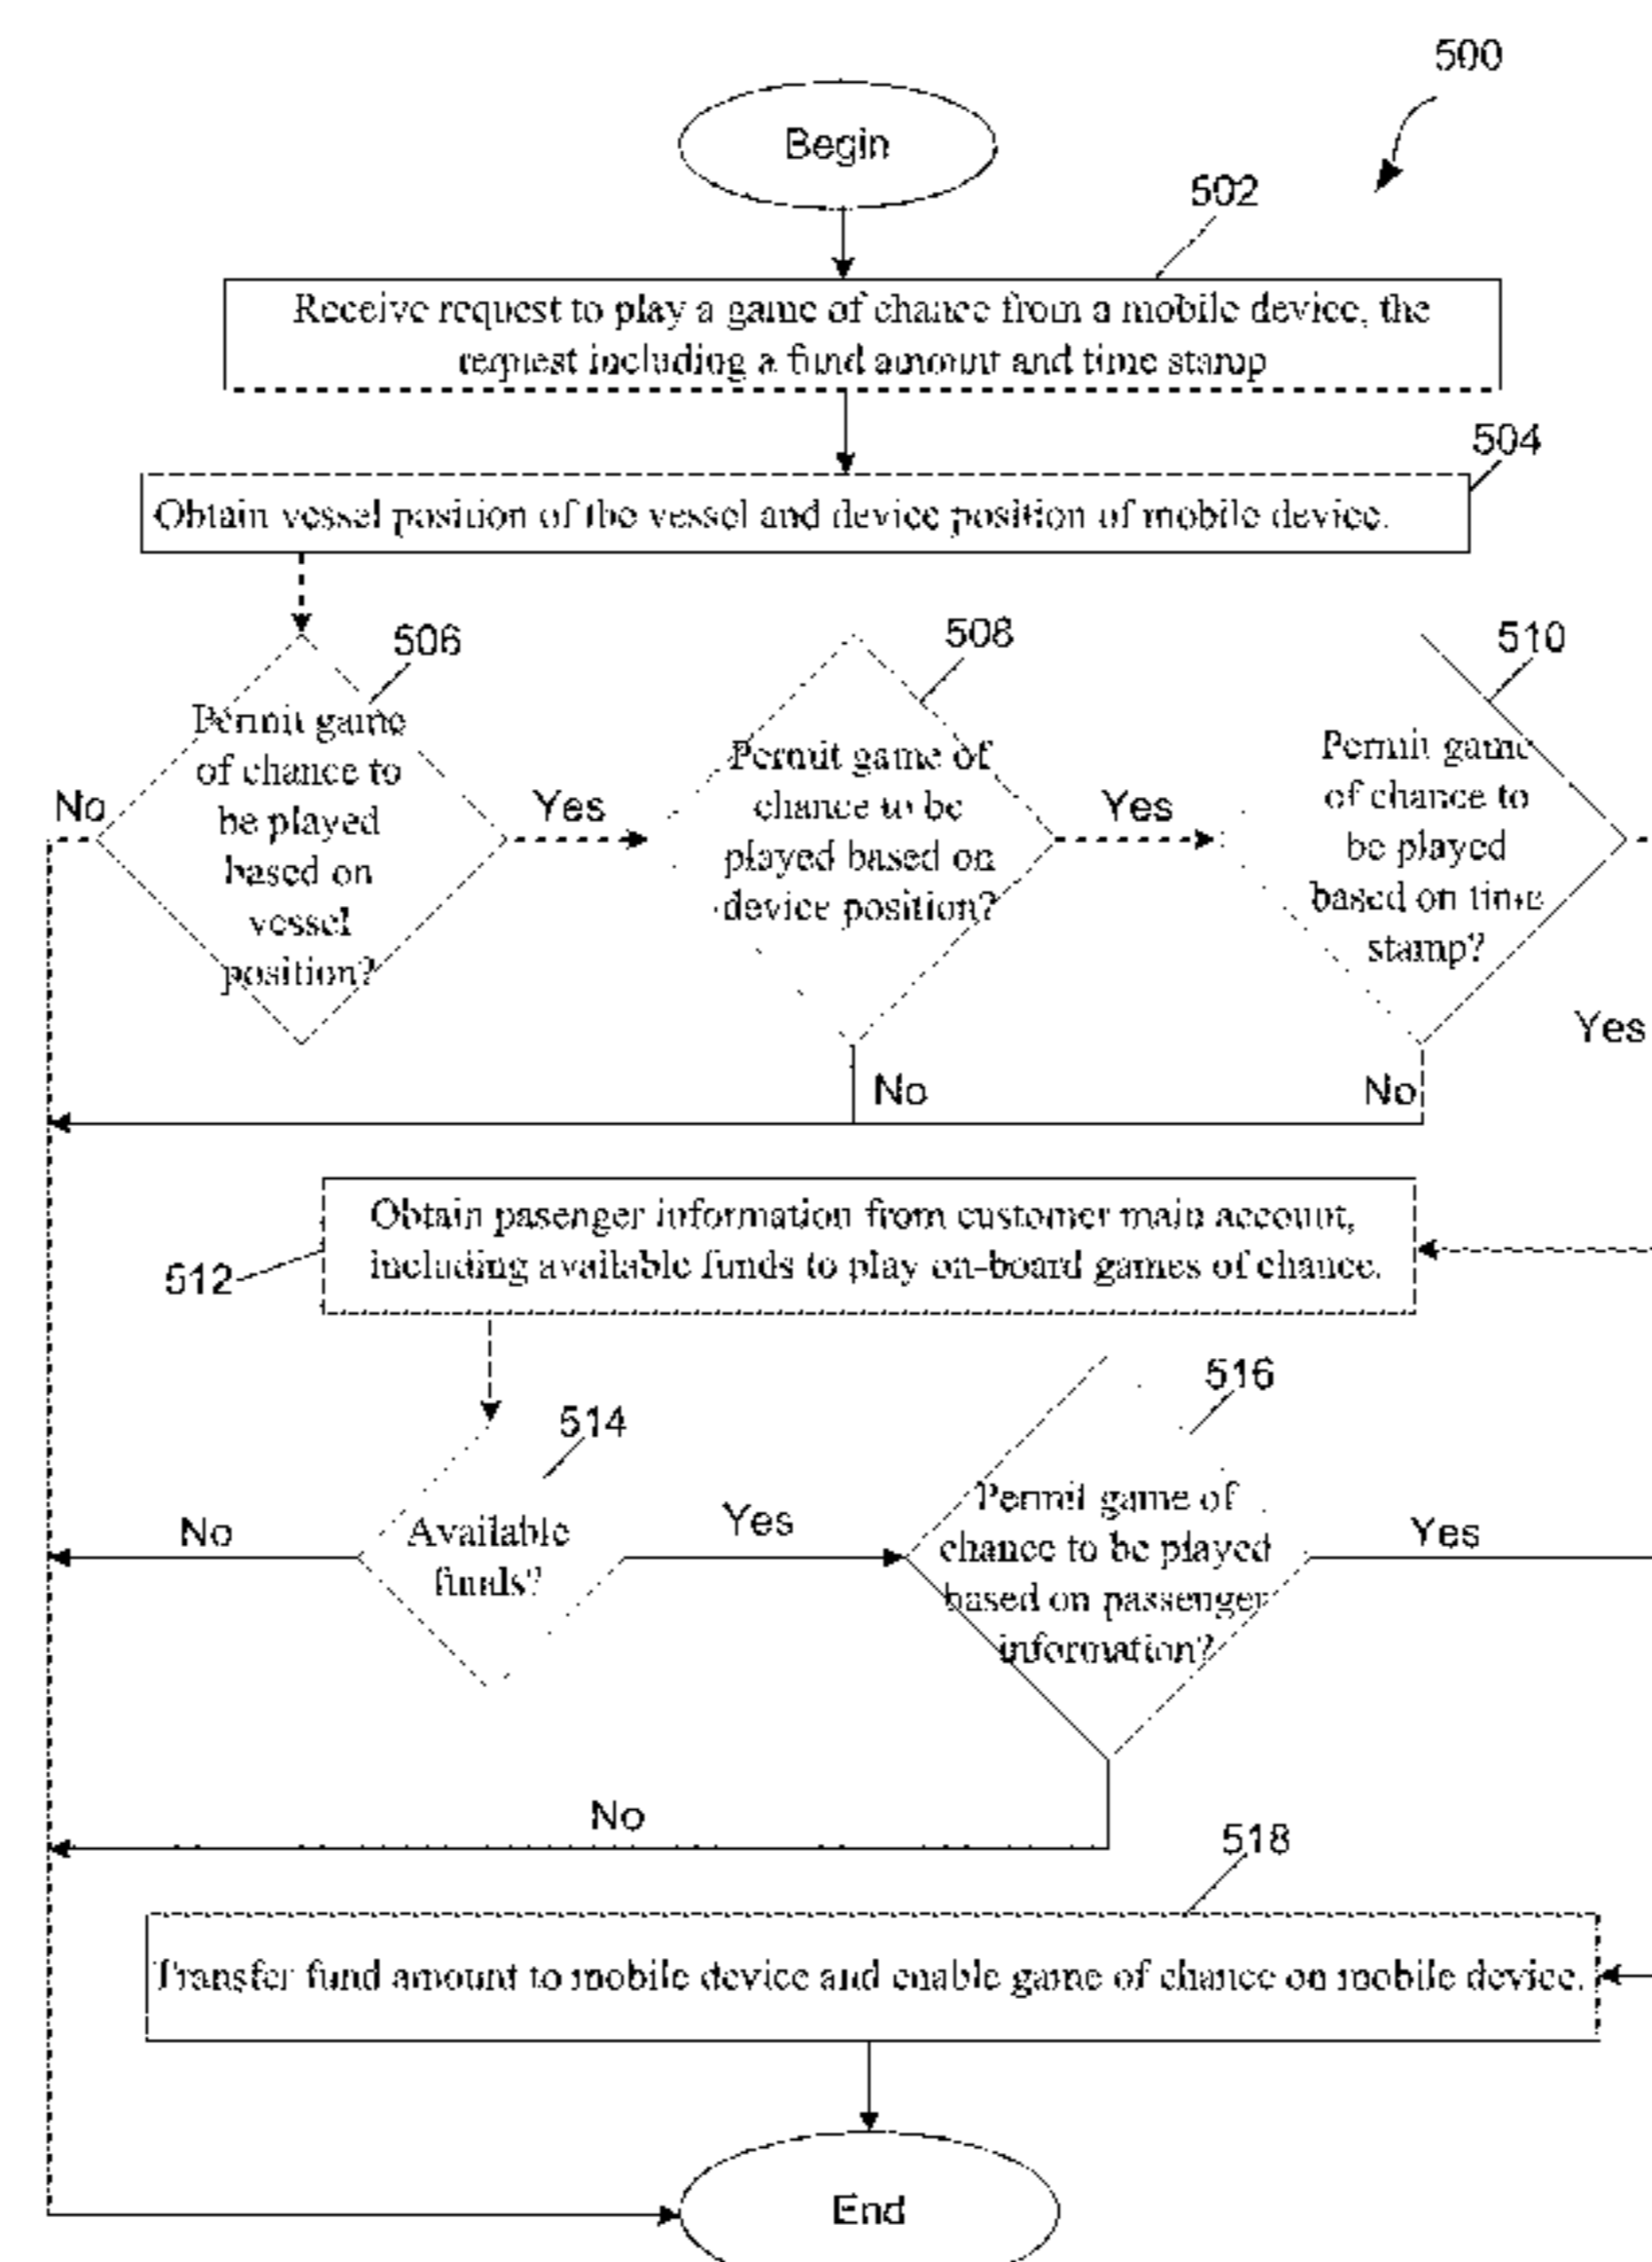 500
Begin
502
Receive request to play a game of chance from a mobile device, the
request including a fund amount and time stamp
504
Obtain vessel position of the vessel and device position of mobile device.
506
508
510
Permit game
of chance to
be played
based on
vessel
position?
No
Yes
Permit game of
chance to be
played based on
device position?
Yes
Permit game
of chance to
be played
based on time
stamp?
Yes
No
No
Obtain pasenger information from customer main account,
including available funds to play on-board games of chance.
512
516
514
Available
funds?
No
Yes
Permit game of
chance to be played
based on passenger
information?
Yes
No
518
Transfer fund amount to mobile device and enable game of chance on mobile device.
End